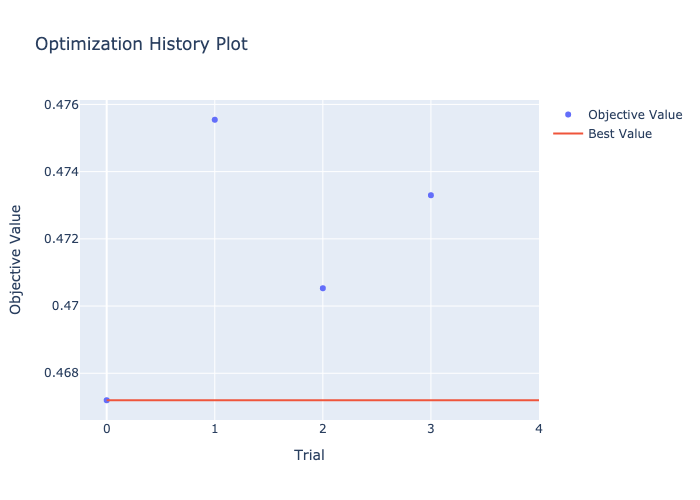 Optimization History Plot
Objective Value
Best Value
0.476
0.474
0.472
0.47
0.468
Objective Value
0 1 2 3 4
Trial